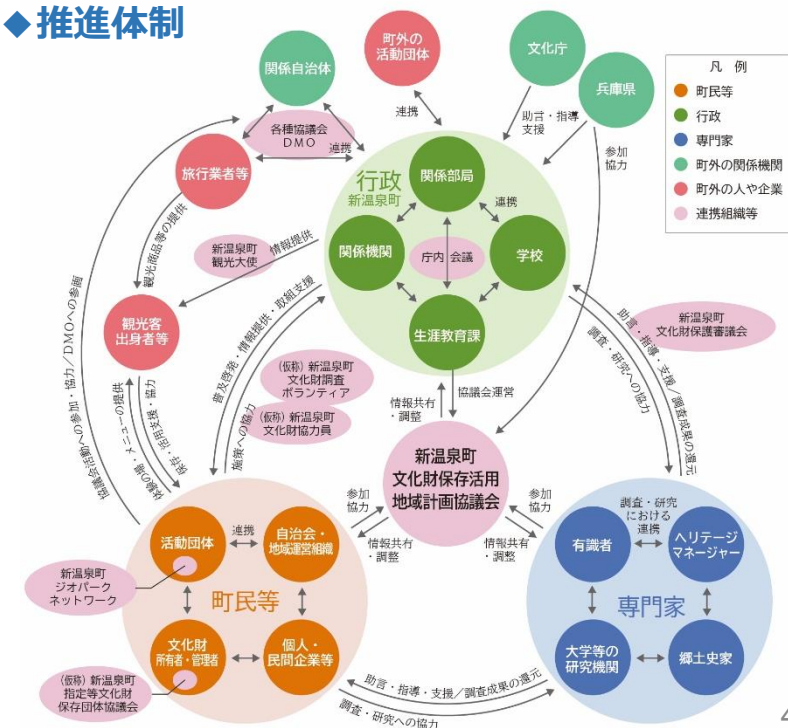 ◆推進体制
町外の
活動団体
関係自治体
文化庁
兵庫県
凡 例
町民等
行政
専門家
町外の関係機関
町外の人や企業
連携組織等
連携
助言・指導
支援
参加
協力
各種協議会
DMO
連携
旅行業者等
行政
新温泉町
関係部局
連携
関係機関
庁内
会議
学校
生涯教育課
観光商品等の提供
新温泉町
観光大使
情報提供
観光客
出身者等
新温泉町
文化財保護審議会
助言・指導・支援／調査成果の還元
調査・研究への協力
普及啓発・情報提供・取組支援
施策への協力
(仮称) 新温泉町
文化財調査
ボランティア
(仮称) 新温泉町
文化財協力員
情報共有
・調整
協議会運営
協議会活動への参加・協力／DMOへの参画
体験の場・メニューの提供
保存・活用支援・協力
新温泉町
文化財保存活用
地域計画協議会
参加
協力
情報共有
・調整
参加
協力
情報共有
・調整
活動団体
連携
自治会・
地域運営組織
新温泉町
ジオパーク
ネットワーク
町民等
文化財
所有者・管理者
個人・
民間企業等
(仮称) 新温泉町
指定等文化財
保存団体協議会
調査・研究
における
連携
有識者
ヘリテージ
マネージャー
専門家
大学等の
研究機関
郷土史家
助言・指導・支援／調査成果の還元
調査・研究への協力